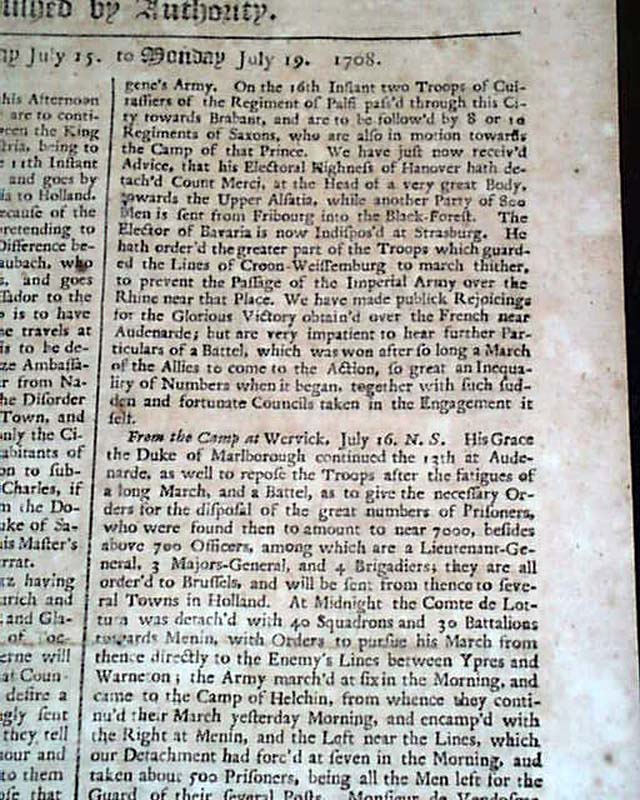 by Authority.
July 15. to Monday July 19. 1708.
this Afternoon
are to conti-
the King
being to
11th Instant
and goes by
to Holland.
of the
pretending to
Difference be-
who
and goes
to the
is to have
travels at
is to be de-
Ambassa-
from Na-
the Disorder
Town, and
only the Ci-
of
to sub-
Charles, if
the Do-
of Sa-
his Master's
having
and
and Gla-
of
will
at Coun-
desire a
sent
they tell
and
to them
that
gene's Army. On the 16th Instant two Troops of Cui-
rassiers of the Regiment of Palfi pass'd through this Ci-
ty towards Brabant, and are to be follow'd by 8 or 10
Regiments of Saxons, who are also in motion towards
the Camp of that Prince. We have just now receiv'd
Advice, that his Electoral Highness of Hanover hath de-
tach'd Count Merci, at the Head of a very great Body,
towards the Upper Alsatia, while another Party of 800
Men is sent from Fribourg into the Black-Forest. The
Elector of Bavaria is now Indispos'd at Strasburg. He
hath order'd the greater part of the Troops which guard-
ed the Lines of Croon-Weissemburg to march thither,
to prevent the Passage of the Imperial Army over the
Rhine near that Place. We have made publick Rejoicings
for the Glorious Victory obtain'd over the French near
Audenarde; but are very impatient to hear further Par-
ticulars of a Battel, which was won after so long a March
of the Allies to come to the Action, so great an Inequa-
lity of Numbers when it began, together with such sud-
den and fortunate Councils taken in the Engagement it
self.
From the Camp at Wervick, July 16. N. S. His Grace
the Duke of Marlborough continued the 13th at Aude-
narde, as well to repose the Troops after the fatigues of
a long March, and a Battel, as to give the necessary Or-
ders for the disposal of the great numbers of Prisoners,
who were found then to amount to near 7000, besides
above 700 Officers, among which are a Lieutenant-Ge-
neral, 3 Majors-General, and 4 Brigadiers; they are all
order'd to Brussels, and will be sent from thence to seve-
ral Towns in Holland. At Midnight the Comte de Lot-
tum was detach'd with 40 Squadrons and 30 Battalions
towards Menin, with Orders to pursue his March from
thence directly to the Enemy's Lines between Ypres and
Warneton; the Army march'd at six in the Morning, and
came to the Camp of Helchin, from whence they conti-
nu'd their March yesterday Morning, and encamp'd with
the Right at Menin, and the Left near the Lines, which
our Detachment had forc'd at seven in the Morning, and
taken about 500 Prisoners, being all the Men left for the
Guard of their several Posts. Monsieur de Vendosme